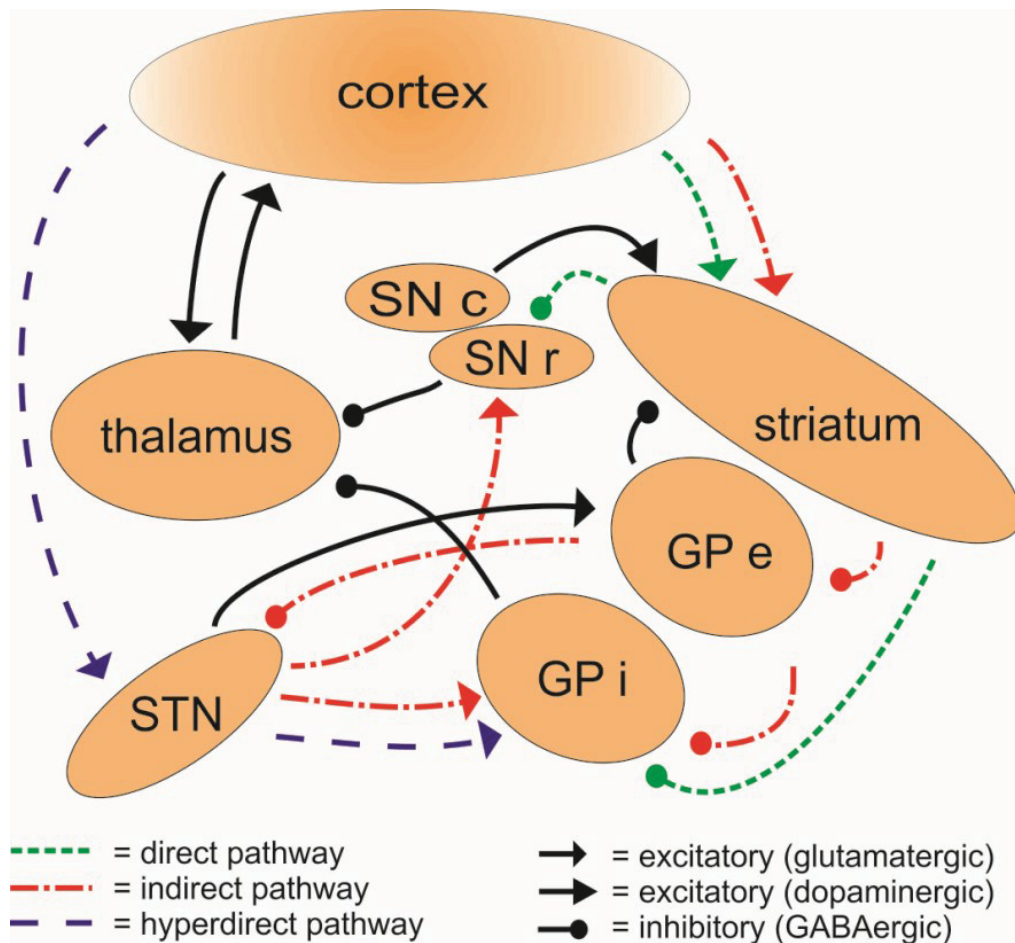 cortex
SN c
SN r
thalamus
striatum
GP e
GP i
STN
= direct pathway
= excitatory (glutamatergic)
= indirect pathway
= excitatory (dopaminergic)
= hyperdirect pathway
= inhibitory (GABAergic)